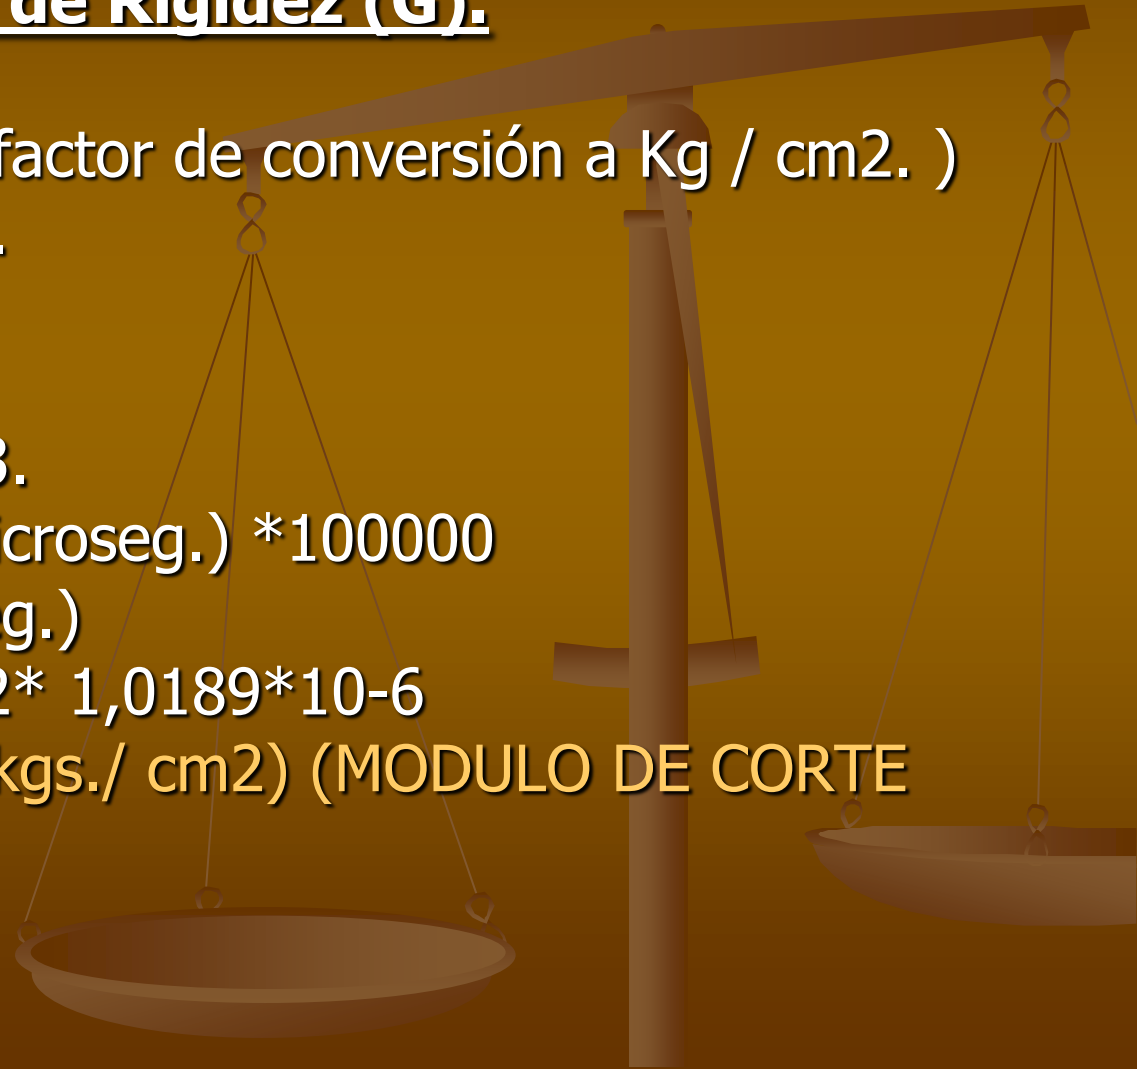 de Rigidez (G).
factor de conversión a Kg / cm2. )
.
3.
icroseg.) *100000
g.)
2* 1,0189*10-6
kgs./ cm2) (MODULO DE CORTE